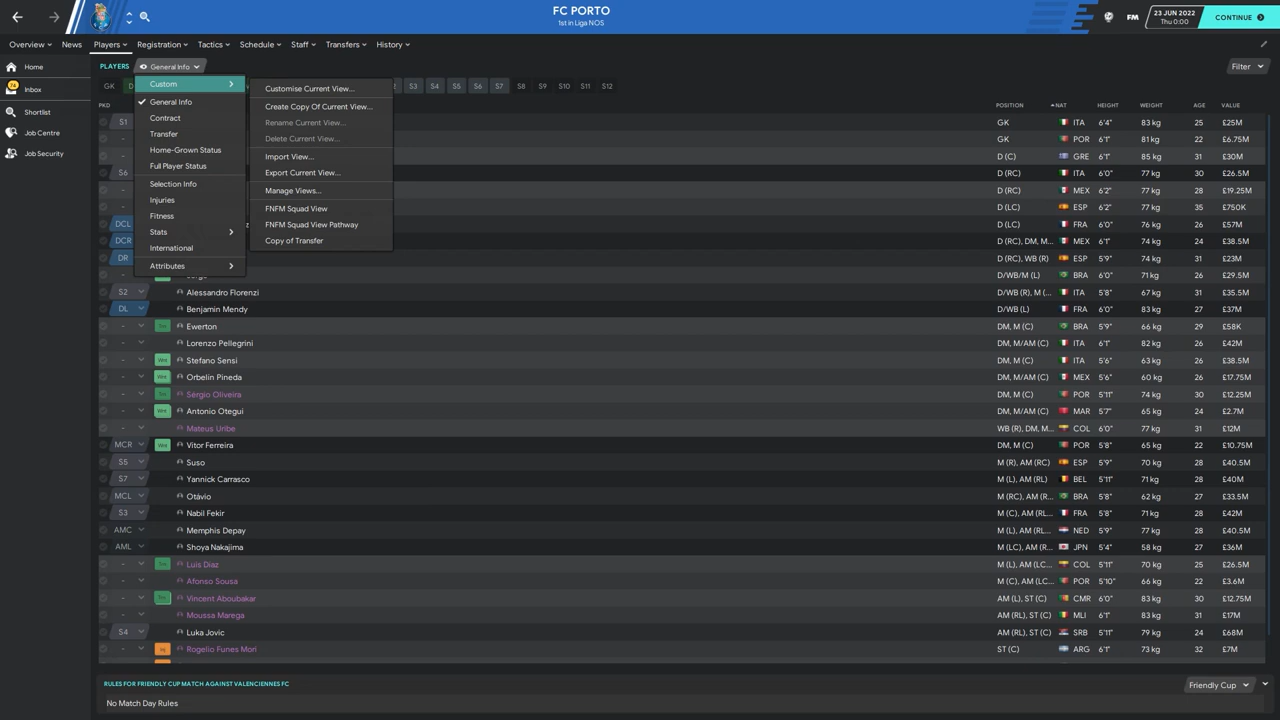 FC PORTO
1st in Liga NOS
FM
23 JUN 2022
Thu 0:00
CONTINUE
Overview
News
Players
Registration
Tactics
Schedule
Staff
Transfers
History
Home
Inbox
Shortlist
Job Centre
Job Security
PLAYERS
General Info
Filter
GK D S3 S4 S5 S6 S7 S8 S9 S10 S11 S12
Custom
General Info
Contract
Transfer
Home-Grown Status
Full Player Status
Selection Info
Injuries
Fitness
Stats
International
Attributes
Customise Current View...
Create Copy Of Current View...
Rename Current View...
Delete Current View...
Import View...
Export Current View...
Manage Views...
FNFM Squad View
FNFM Squad View Pathway
Copy of Transfer
PKD POSITION NAT HEIGHT WEIGHT AGE VALUE
S1 GK ITA 6'4" 83 kg 25 £25M
- GK POR 6'1" 81 kg 22 £6.75M
- D (C) GRE 6'1" 85 kg 31 £30M
S6 D (RC) ITA 6'0" 77 kg 30 £26.5M
- D (RC) MEX 6'2" 77 kg 28 £19.25M
- D (LC) ESP 6'2" 77 kg 35 £750K
DCL D (LC) FRA 6'0" 76 kg 26 £57M
DCR D (RC), DM, M... MEX 6'1" 74 kg 24 £38.5M
DR D (RC), WB (R) ESP 5'9" 74 kg 31 £23M
- D/WB/M (L) BRA 6'0" 71 kg 26 £29.5M
S2 Alessandro Florenzi D/WB (R), M (... ITA 5'8" 67 kg 31 £35.5M
DL Benjamin Mendy D/WB (L) FRA 6'0" 83 kg 27 £37M
- Ewerton DM, M (C) BRA 5'9" 66 kg 29 £58K
- Lorenzo Pellegrini DM, M/AM (C) ITA 6'1" 82 kg 26 £42M
- Wnt Stefano Sensi DM, M (C) ITA 5'6" 63 kg 26 £38.5M
- Wnt Orbelin Pineda DM, M/AM (C) MEX 5'6" 60 kg 26 £17.75M
- Sérgio Oliveira DM, M (C) POR 5'11" 74 kg 30 £12.25M
- Wnt Antonio Otegui DM, M/AM (C) MAR 5'7" 65 kg 24 £2.7M
- Mateus Uribe WB (R), DM, M... COL 6'0" 77 kg 31 £12M
MCR Wnt Vitor Ferreira DM, M (C) POR 5'8" 65 kg 22 £10.75M
S5 Suso M (R), AM (RC) ESP 5'9" 70 kg 28 £40.5M
S7 Yannick Carrasco M (L), AM (RL) BEL 5'11" 71 kg 28 £40M
MCL Otávio M (RC), AM (R... BRA 5'8" 62 kg 27 £33.5M
S3 Nabil Fekir M (C), AM (RL... FRA 5'8" 71 kg 28 £42M
AMC Memphis Depay M (L), AM (RL... NED 5'9" 77 kg 28 £40.5M
AML Shoya Nakajima M (LC), AM (R... JPN 5'4" 58 kg 27 £36M
- Luis Díaz M (L), AM (LC... COL 5'11" 70 kg 25 £26.5M
- Afonso Sousa M (C), AM (LC... POR 5'10" 66 kg 22 £3.6M
- Vincent Aboubakar AM (L), ST (C) CMR 6'0" 83 kg 30 £12.75M
- Moussa Marega AM (RL), ST (C) MLI 6'1" 83 kg 31 £17M
S4 Luka Jovic AM (RL), ST (C) SRB 5'11" 79 kg 24 £68M
- Inj Rogelio Funes Mori ST (C) ARG 6'1" 73 kg 32 £7M
RULES FOR FRIENDLY CUP MATCH AGAINST VALENCIENNES FC
Friendly Cup
No Match Day Rules